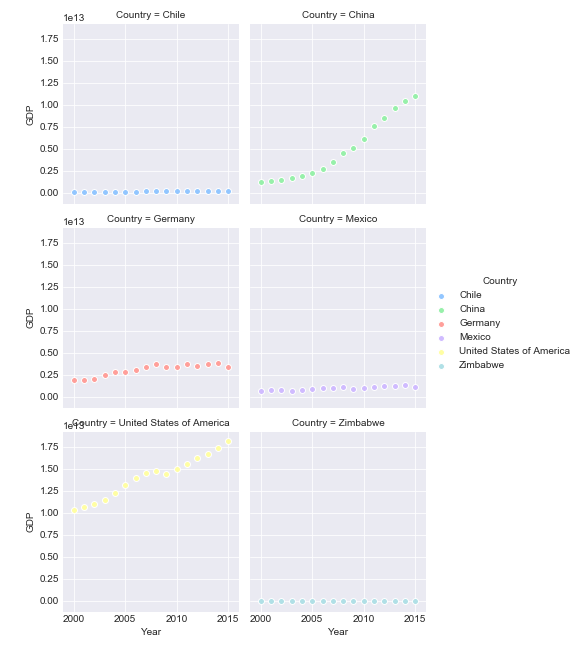 Country = Chile
Country = China
1e13
1.75
1.50
1.25
1.00
0.75
0.50
0.25
0.00
GDP
Country = Germany
Country = Mexico
1e13
1.75
1.50
1.25
1.00
0.75
0.50
0.25
0.00
GDP
Country
Chile
China
Germany
Mexico
United States of America
Zimbabwe
Country = United States of America
Country = Zimbabwe
1e13
1.75
1.50
1.25
1.00
0.75
0.50
0.25
0.00
GDP
2000 2005 2010 2015
2000 2005 2010 2015
Year
Year